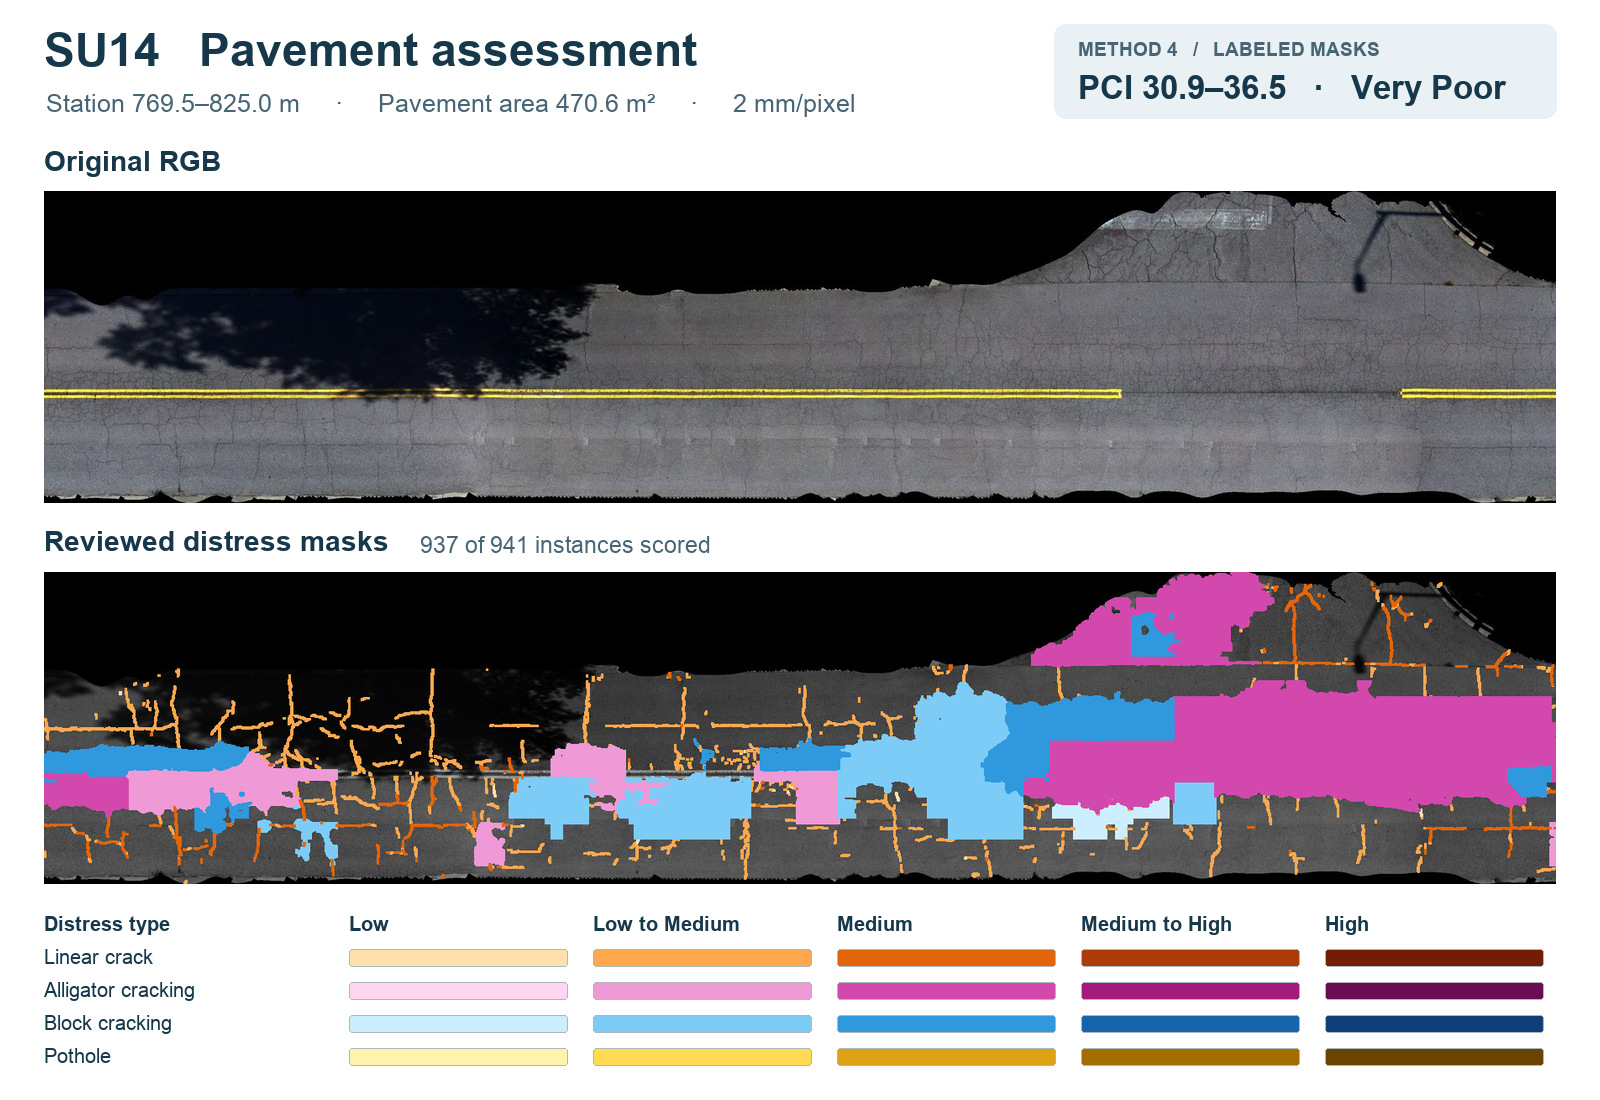 SU14 Pavement assessment
METHOD 4 / LABELED MASKS
PCI 30.9–36.5 · Very Poor
Station 769.5–825.0 m · Pavement area 470.6 m² · 2 mm/pixel
Original RGB
Reviewed distress masks 937 of 941 instances scored
Distress type Low Low to Medium Medium Medium to High High
Linear crack
Alligator cracking
Block cracking
Pothole